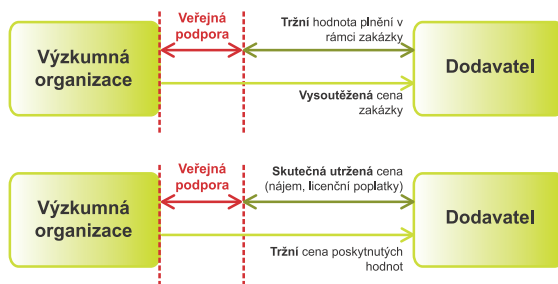 Výzkumná
organizace
Veřejná
podpora
Tržní hodnota plnění v
rámci zakázky
Vysoutěžená cena
zakázky
Dodavatel
Výzkumná
organizace
Veřejná
podpora
Skutečná utržená cena
(nájem, licenční poplatky)
Tržní cena poskytnutých
hodnot
Dodavatel